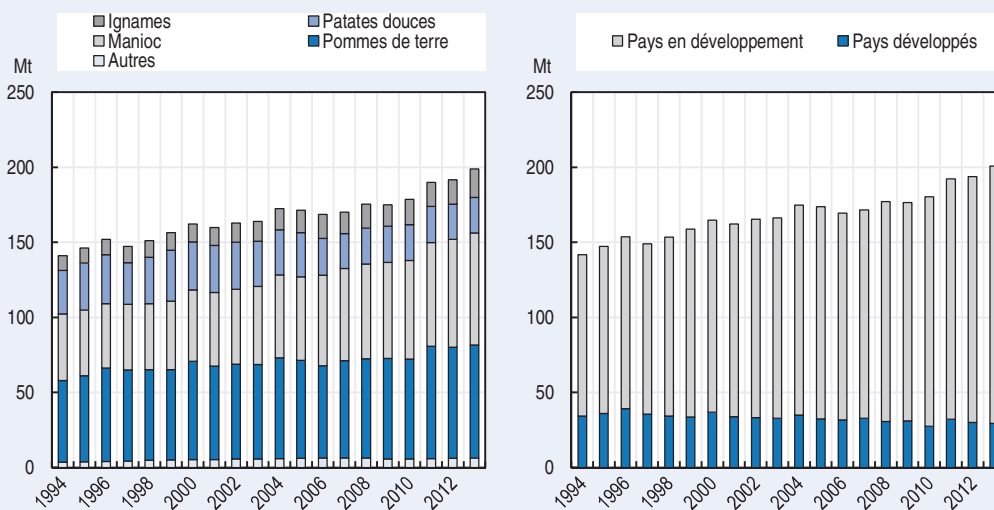 Ignames Patates douces
Manioc Pommes de terre
Autres
Mt
250
200
150
100
50
0
1994 1996 1998 2000 2002 2004 2006 2008 2010 2012
Pays en développement Pays développés
Mt
250
200
150
100
50
0
1994 1996 1998 2000 2002 2004 2006 2008 2010 2012